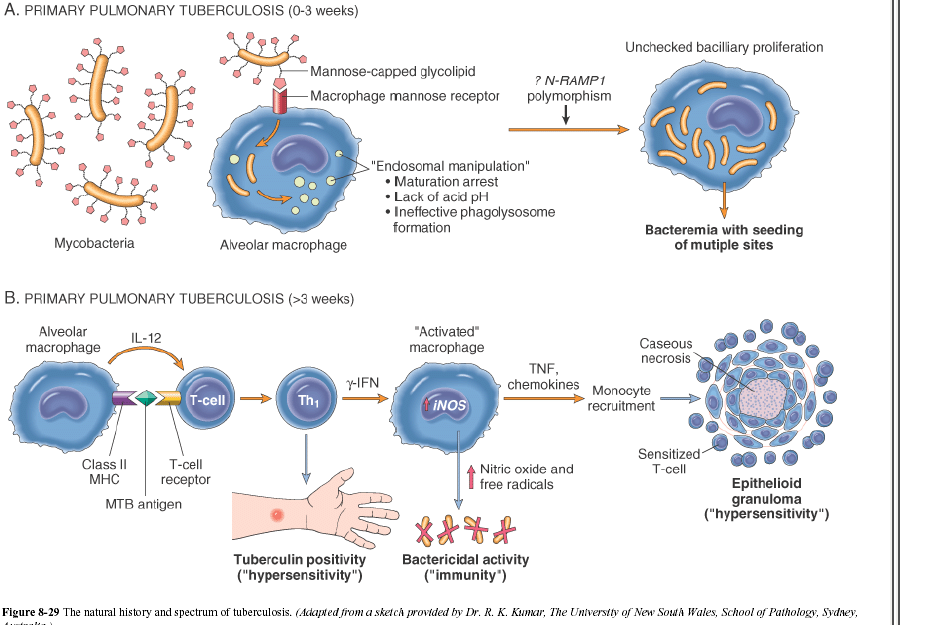 A. PRIMARY PULMONARY TUBERCULOSIS (0-3 weeks)
Unchecked bacilliary proliferation
Mannose-capped glycolipid
Macrophage mannose receptor
? N-RAMP1
polymorphism
"Endosomal manipulation"
• Maturation arrest
• Lack of acid pH
• Ineffective phagolysosome
formation
Mycobacteria
Alveolar macrophage
Bacteremia with seeding
of mutiple sites
B. PRIMARY PULMONARY TUBERCULOSIS (>3 weeks)
Alveolar
macrophage
IL-12
T-cell
Class II
MHC
T-cell
receptor
MTB antigen
Th1
γ-IFN
"Activated"
macrophage
iNOS
TNF,
chemokines
Monocyte
recruitment
Caseous
necrosis
Sensitized
T-cell
Epithelioid
granuloma
("hypersensitivity")
Nitric oxide and
free radicals
Tuberculin positivity
("hypersensitivity")
Bactericidal activity
("immunity")
Figure 8-29 The natural history and spectrum of tuberculosis. (Adapted from a sketch provided by Dr. R. K. Kumar, The University of New South Wales, School of Pathology, Sydney,